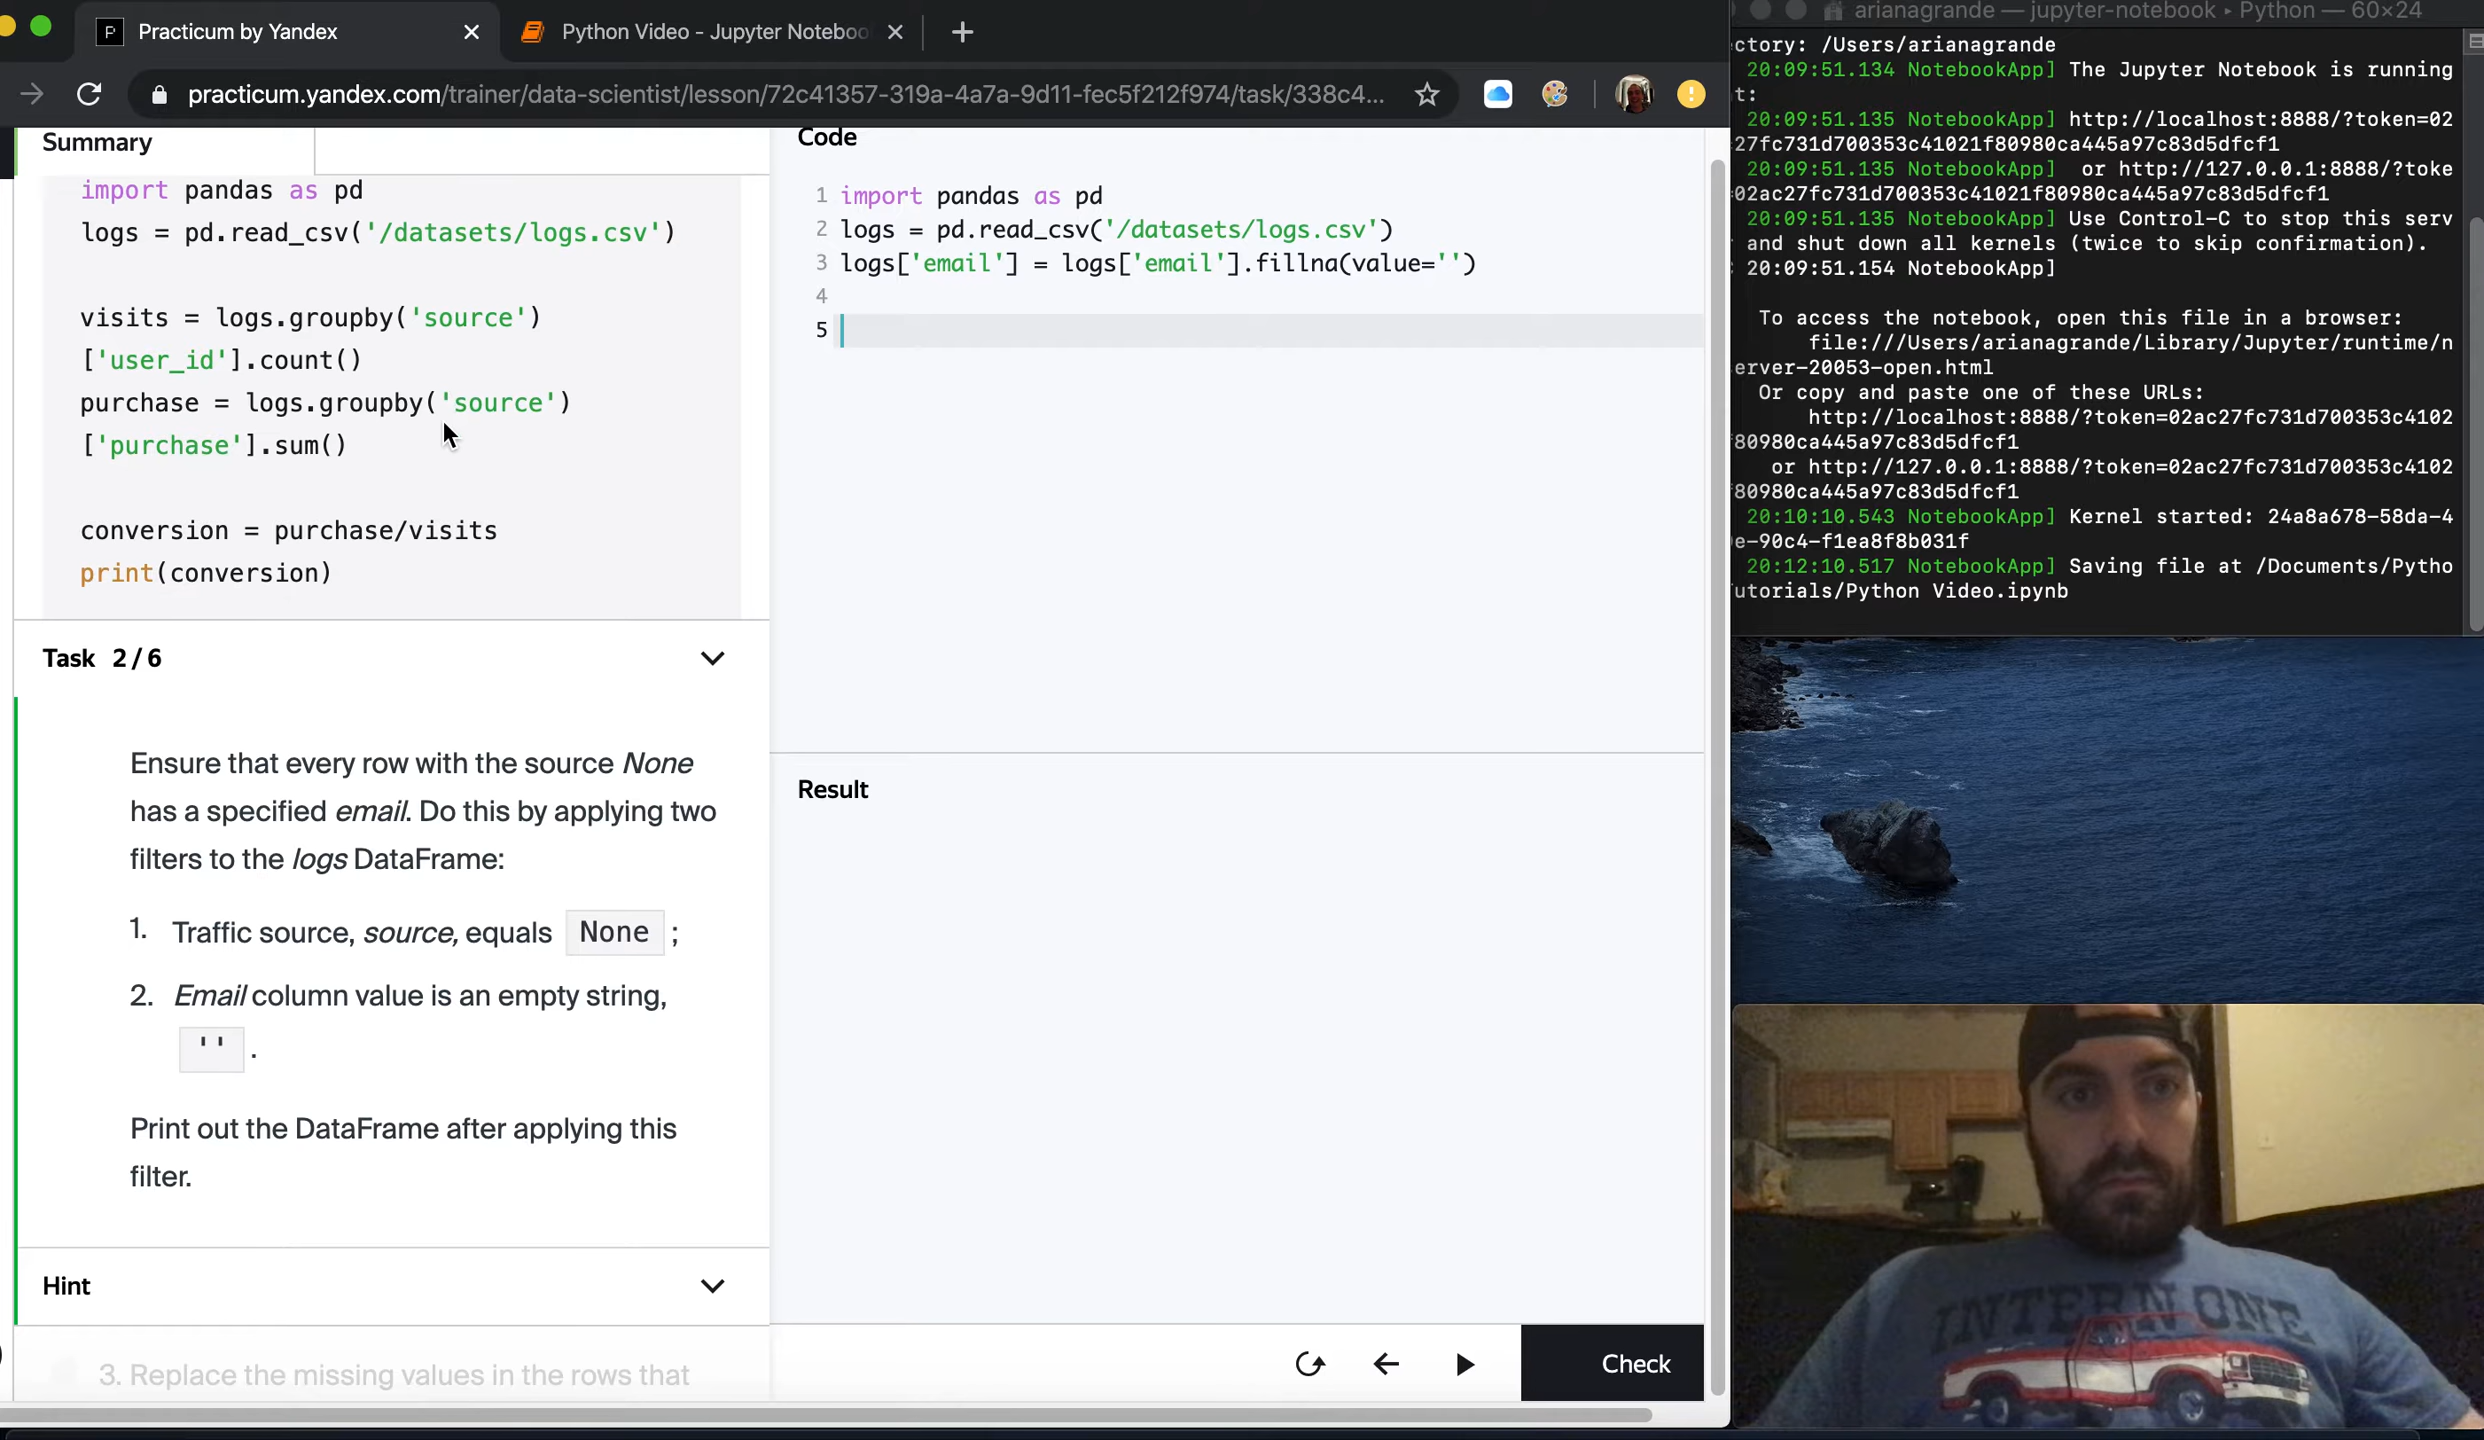 Practicum by Yandex
Python Video - Jupyter Noteboo
practicum.yandex.com/trainer/data-scientist/lesson/72c41357-319a-4a7a-9d11-fec5f212f974/task/338c4...
Summary
import pandas as pd
logs = pd.read_csv('/datasets/logs.csv')
visits = logs.groupby('source')
['user_id'].count()
purchase = logs.groupby('source')
['purchase'].sum()
conversion = purchase/visits
print(conversion)
Task 2 / 6
Ensure that every row with the source None
has a specified email. Do this by applying two
filters to the logs DataFrame:
1. Traffic source, source, equals None ;
2. Email column value is an empty string,
'' .
Print out the DataFrame after applying this
filter.
Hint
3. Replace the missing values in the rows that
Code
1 import pandas as pd
2 logs = pd.read_csv('/datasets/logs.csv')
3 logs['email'] = logs['email'].fillna(value='')
4
5
Result
Check
arianagrande — jupyter-notebook ▸ Python — 60×24
ctory: /Users/arianagrande
20:09:51.134 NotebookApp] The Jupyter Notebook is running
t:
20:09:51.135 NotebookApp] http://localhost:8888/?token=02
27fc731d700353c41021f80980ca445a97c83d5dfcf1
20:09:51.135 NotebookApp] or http://127.0.0.1:8888/?toke
=02ac27fc731d700353c41021f80980ca445a97c83d5dfcf1
20:09:51.135 NotebookApp] Use Control-C to stop this serv
and shut down all kernels (twice to skip confirmation).
20:09:51.154 NotebookApp]
To access the notebook, open this file in a browser:
file:///Users/arianagrande/Library/Jupyter/runtime/n
erver-20053-open.html
Or copy and paste one of these URLs:
http://localhost:8888/?token=02ac27fc731d700353c4102
f80980ca445a97c83d5dfcf1
or http://127.0.0.1:8888/?token=02ac27fc731d700353c4102
f80980ca445a97c83d5dfcf1
20:10:10.543 NotebookApp] Kernel started: 24a8a678-58da-4
e-90c4-f1ea8f8b031f
20:12:10.517 NotebookApp] Saving file at /Documents/Pytho
utorials/Python Video.ipynb
INTERN ONE